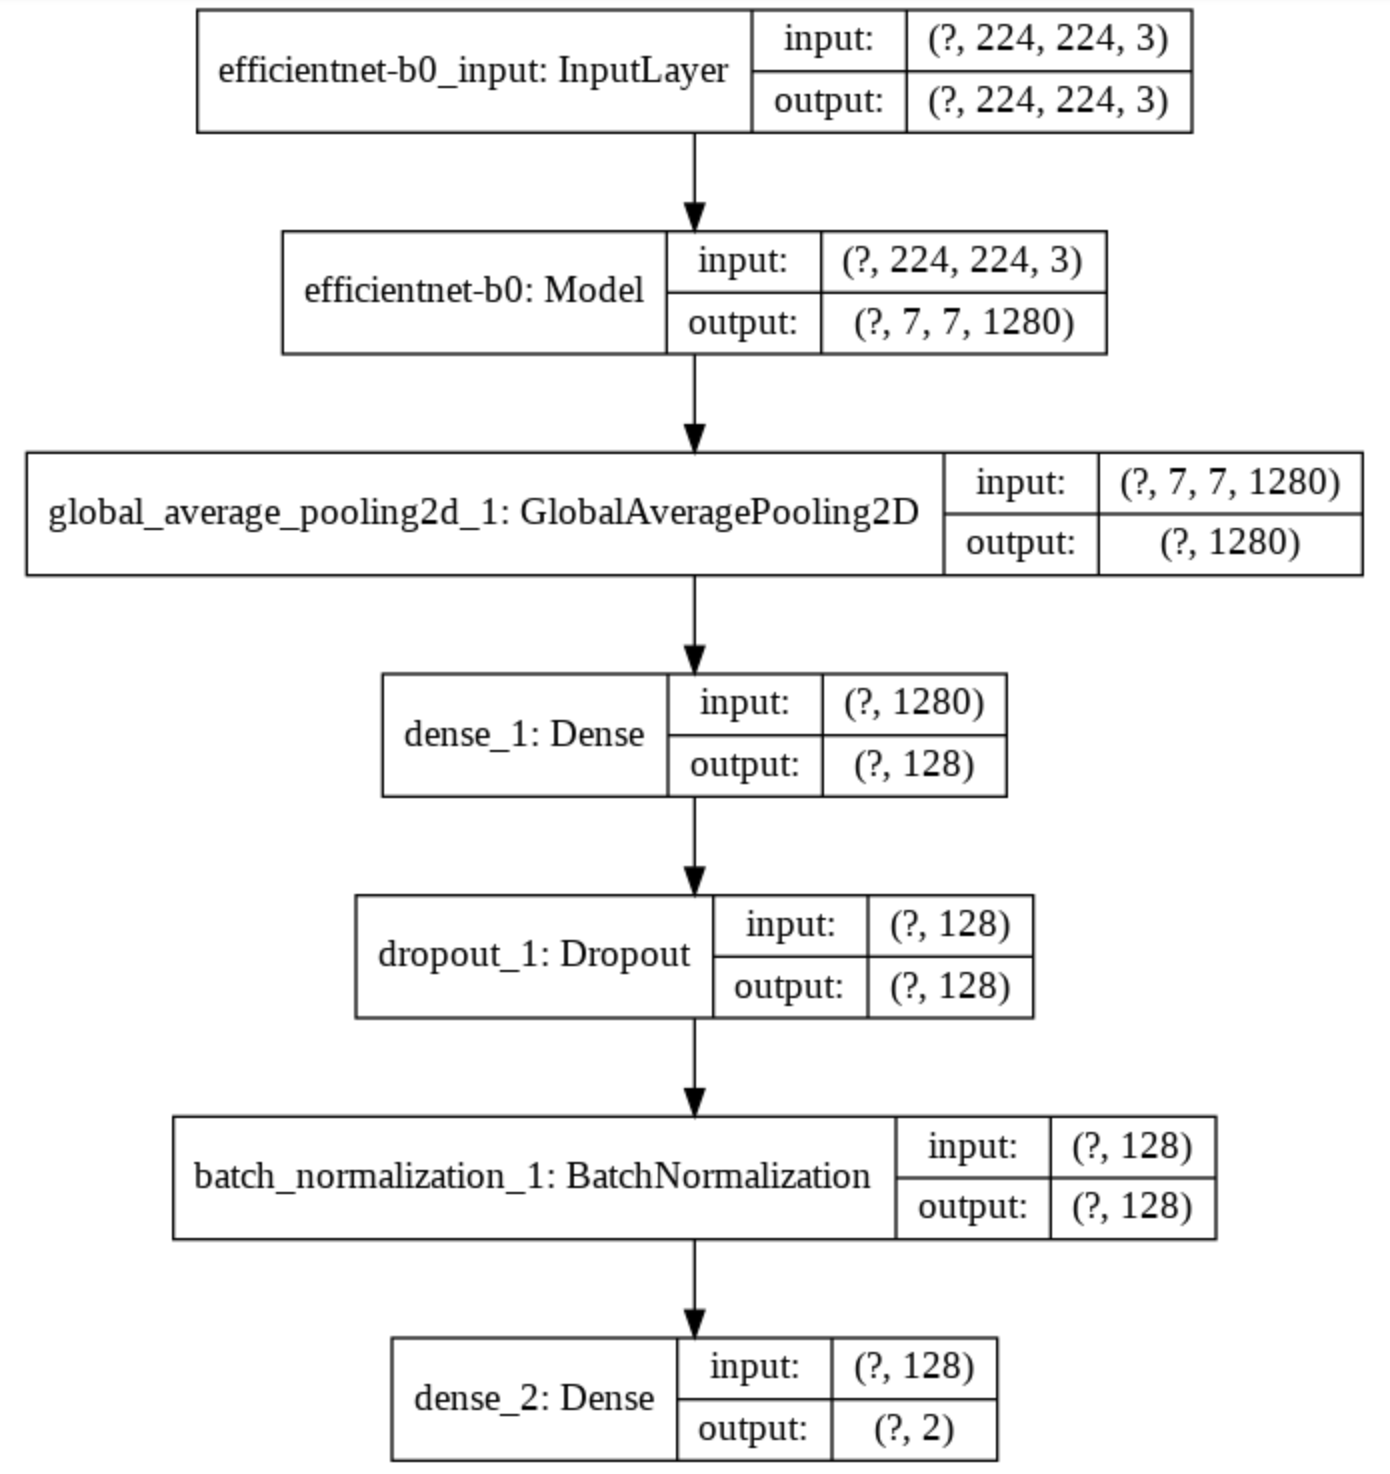 efficientnet-b0_input: InputLayer
input:
(?, 224, 224, 3)
output:
(?, 224, 224, 3)
efficientnet-b0: Model
input:
(?, 224, 224, 3)
output:
(?, 7, 7, 1280)
global_average_pooling2d_1: GlobalAveragePooling2D
input:
(?, 7, 7, 1280)
output:
(?, 1280)
dense_1: Dense
input:
(?, 1280)
output:
(?, 128)
dropout_1: Dropout
input:
(?, 128)
output:
(?, 128)
batch_normalization_1: BatchNormalization
input:
(?, 128)
output:
(?, 128)
dense_2: Dense
input:
(?, 128)
output:
(?, 2)